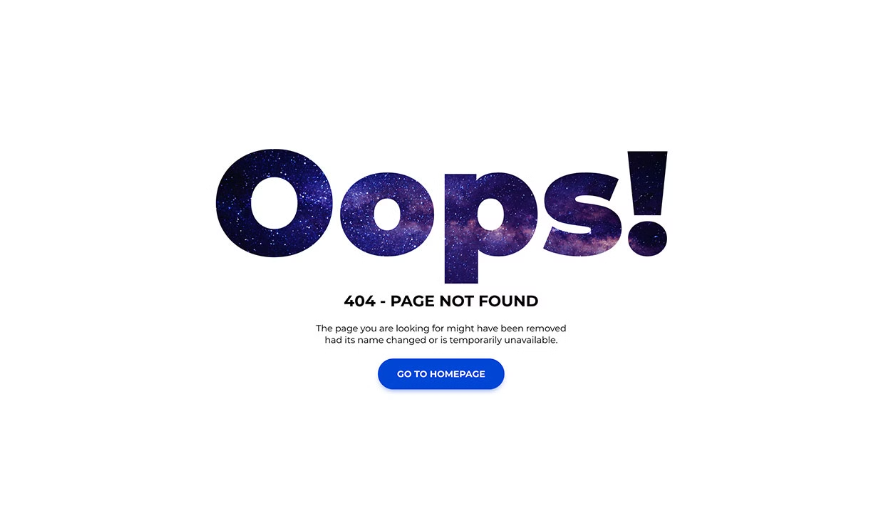 Oops!
404 - PAGE NOT FOUND
The page you are looking for might have been removed
had its name changed or is temporarily unavailable.
GO TO HOMEPAGE